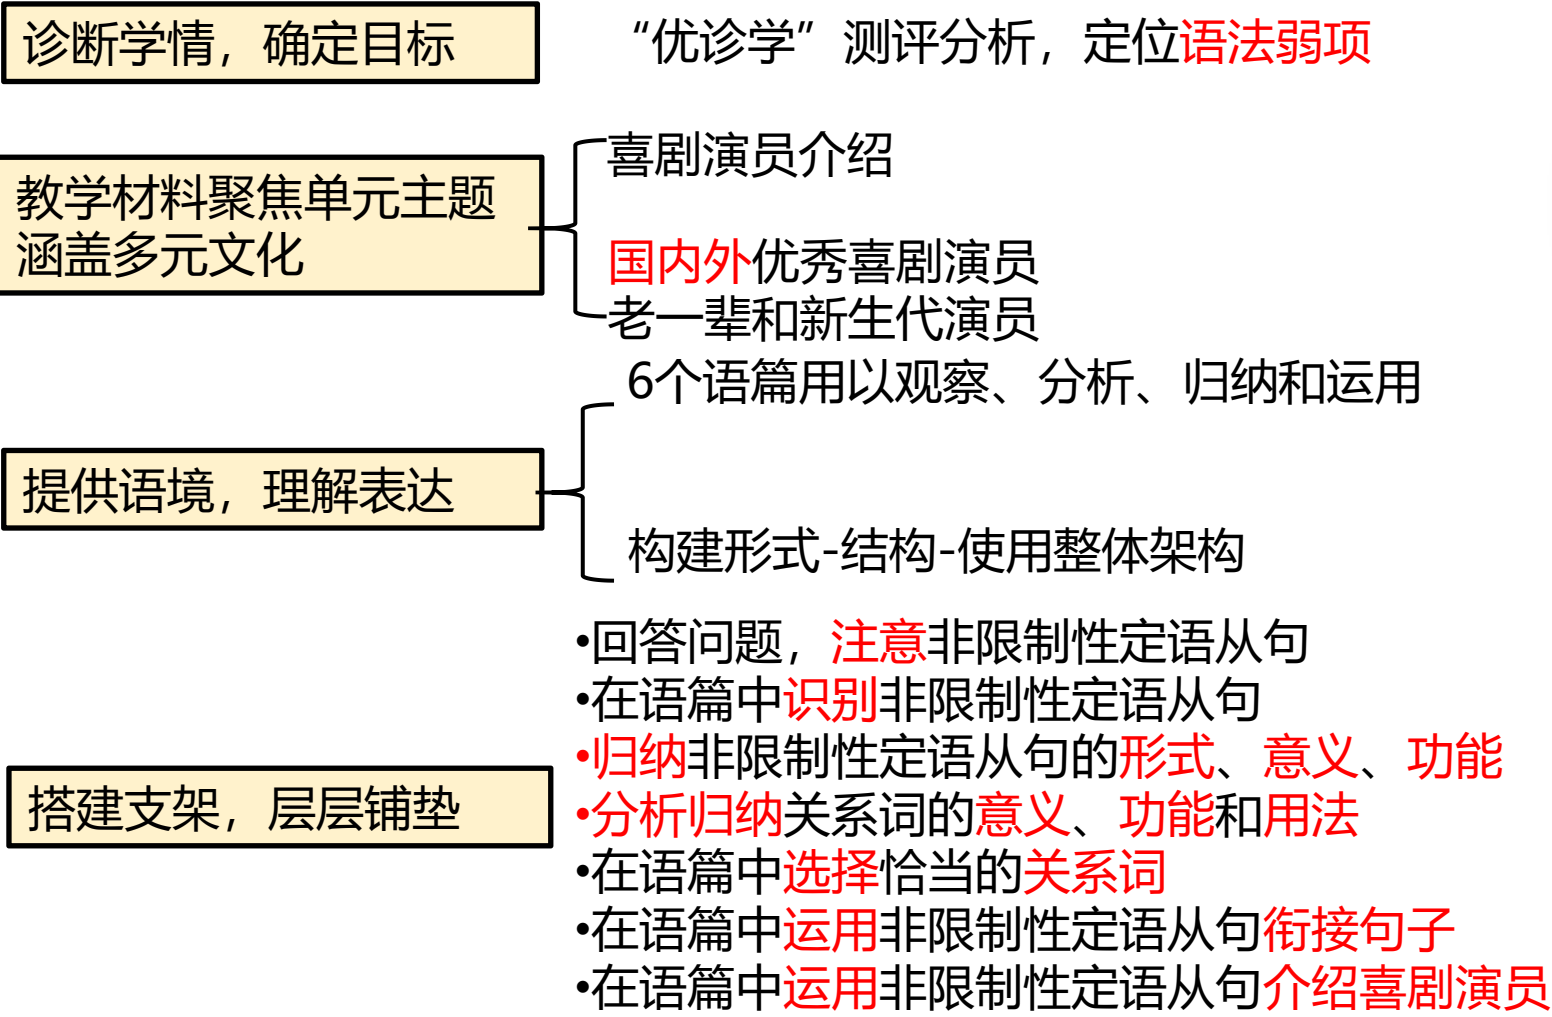 诊断学情，确定目标
“优诊学”测评分析，定位语法弱项
教学材料聚焦单元主题
涵盖多元文化
喜剧演员介绍
国内外优秀喜剧演员
老一辈和新生代演员
提供语境，理解表达
6个语篇用以观察、分析、归纳和运用
构建形式-结构-使用整体架构
搭建支架，层层铺垫
•回答问题，注意非限制性定语从句
•在语篇中识别非限制性定语从句
•归纳非限制性定语从句的形式、意义、功能
•分析归纳关系词的意义、功能和用法
•在语篇中选择恰当的关系词
•在语篇中运用非限制性定语从句衔接句子
•在语篇中运用非限制性定语从句介绍喜剧演员